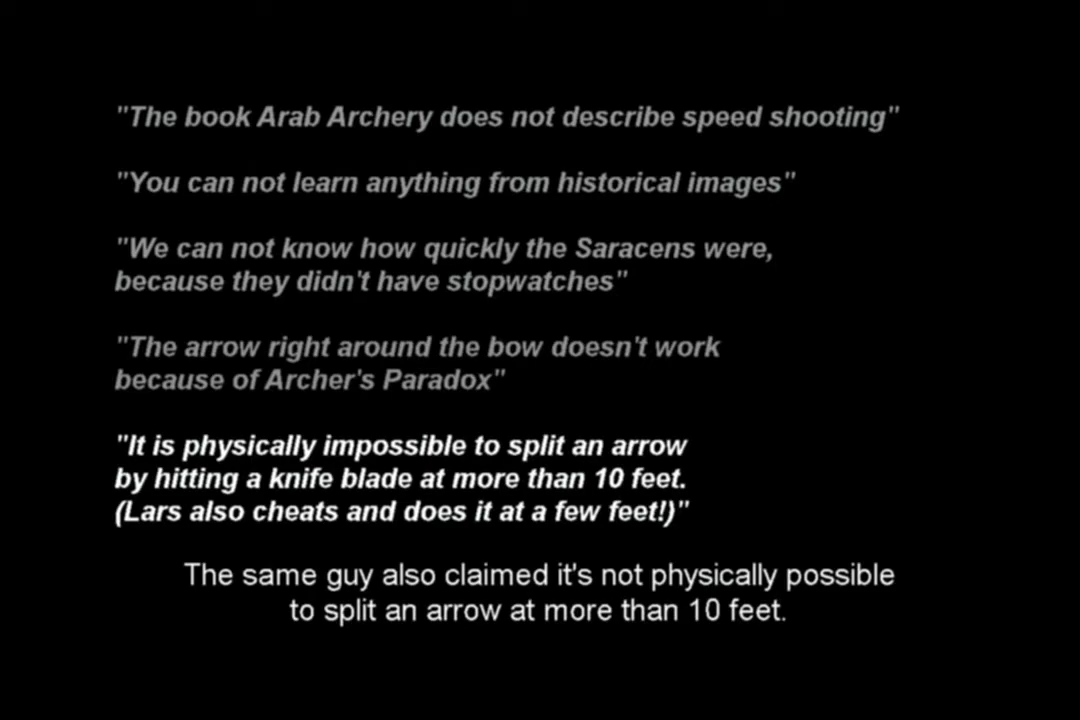 "The book Arab Archery does not describe speed shooting"
"You can not learn anything from historical images"
"We can not know how quickly the Saracens were,
because they didn't have stopwatches"
"The arrow right around the bow doesn't work
because of Archer's Paradox"
"It is physically impossible to split an arrow
by hitting a knife blade at more than 10 feet.
(Lars also cheats and does it at a few feet!)"
The same guy also claimed it's not physically possible
to split an arrow at more than 10 feet.